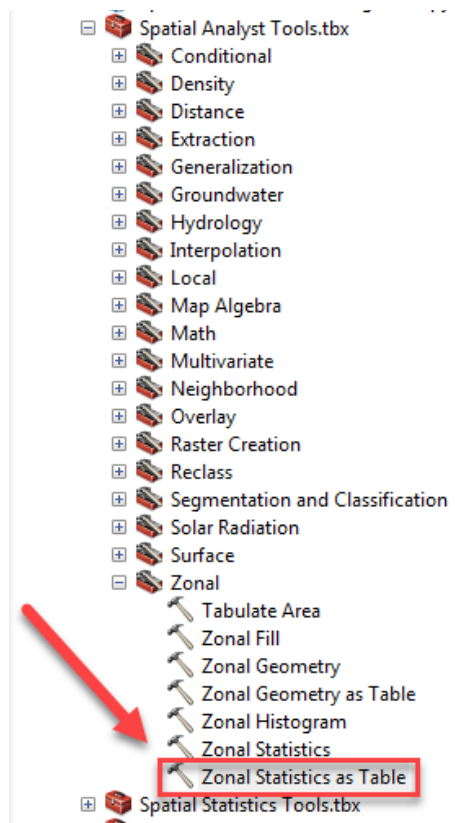 Spatial Analyst Tools.tbx
Conditional
Density
Distance
Extraction
Generalization
Groundwater
Hydrology
Interpolation
Local
Map Algebra
Math
Multivariate
Neighborhood
Overlay
Raster Creation
Reclass
Segmentation and Classification
Solar Radiation
Surface
Zonal
Tabulate Area
Zonal Fill
Zonal Geometry
Zonal Geometry as Table
Zonal Histogram
Zonal Statistics
Zonal Statistics as Table
Spatial Statistics Tools.tbx